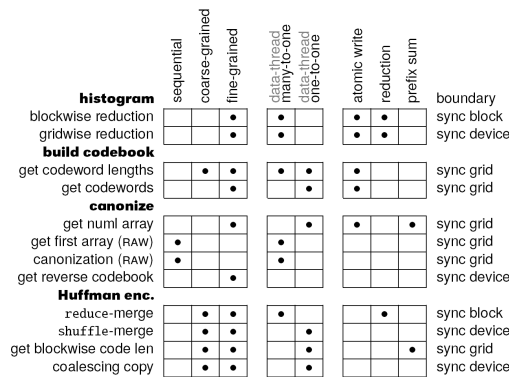 sequential
coarse-grained
fine-grained
data-thread
many-to-one
data-thread
one-to-one
atomic write
reduction
prefix sum
histogram boundary
blockwise reduction • • • • sync block
gridwise reduction • • • • sync device
build codebook
get codeword lengths • • • • • sync grid
get codewords • • • sync grid
canonize
get numl array • • • • sync grid
get first array (RAW) • • sync grid
canonization (RAW) • • sync grid
get reverse codebook • sync device
Huffman enc.
reduce-merge • • • • sync block
shuffle-merge • • • sync device
get blockwise code len • • • • sync grid
coalescing copy • • • sync device